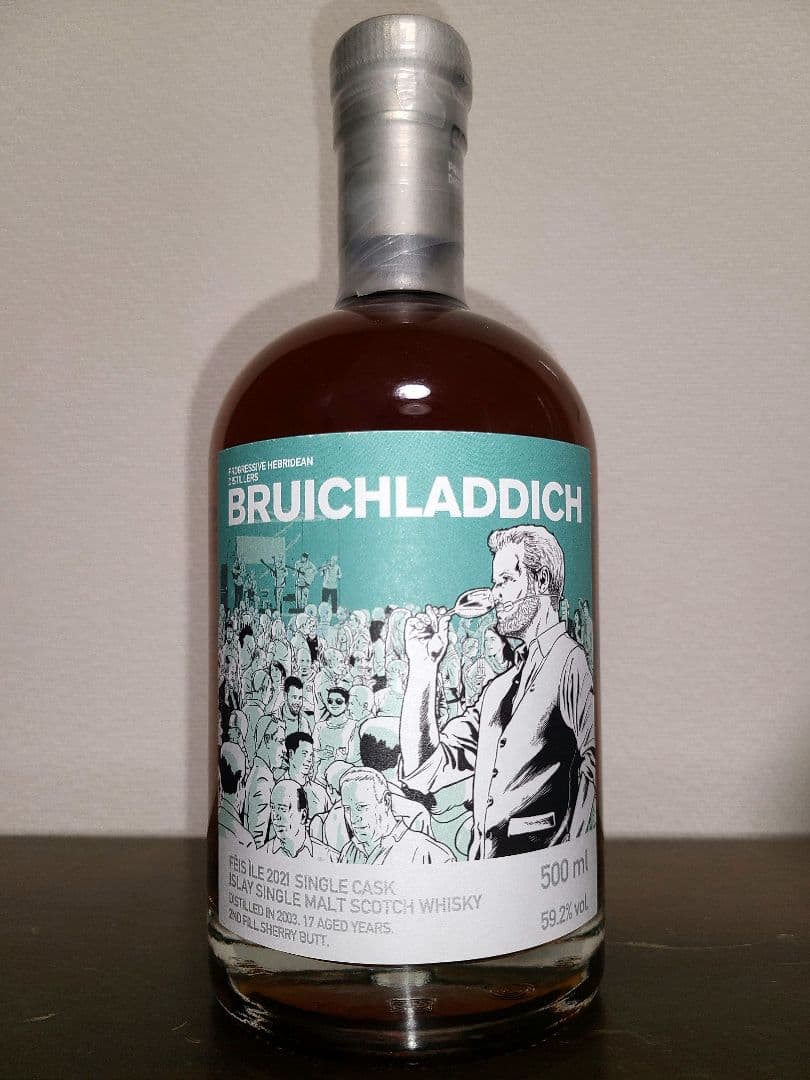 PROGRESSIVE HEBRIDEAN
DISTILLERS
BRUICHLADDICH
FÈIS ÌLE 2021 SINGLE CASK
ISLAY SINGLE MALT SCOTCH WHISKY
DISTILLED IN 2003. 17 AGED YEARS.
2ND FILL SHERRY BUTT.
500 ml
59.2% vol.